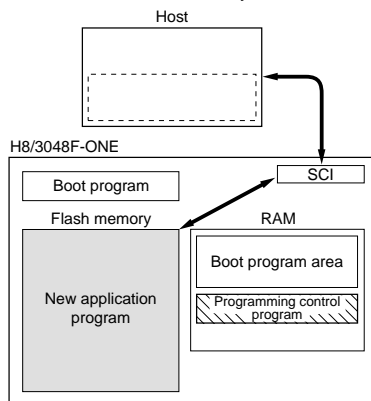 Host
H8/3048F-ONE
SCI
Boot program
Flash memory
RAM
Boot program area
New application
program
Programming control
program